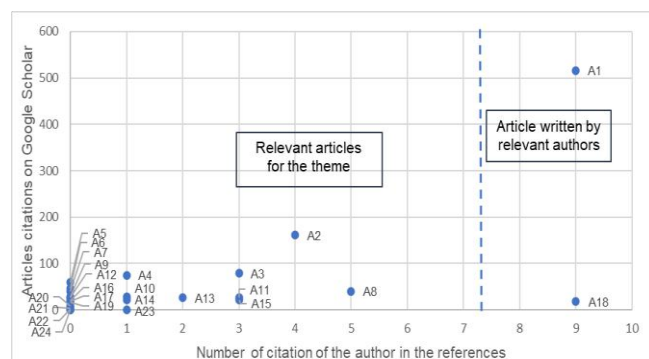 600
500
400
300
200
100
0
Articles citations on Google Scholar
A1
Relevant articles
for the theme
Article written by
relevant authors
A2
A5
A6
A7
A9
A12
A16
A17
A19
A20
A21
A22
A24
A4
A10
A14
A23
A13
A3
A11
A15
A8
A18
0 1 2 3 4 5 6 7 8 9 10
Number of citation of the author in the references